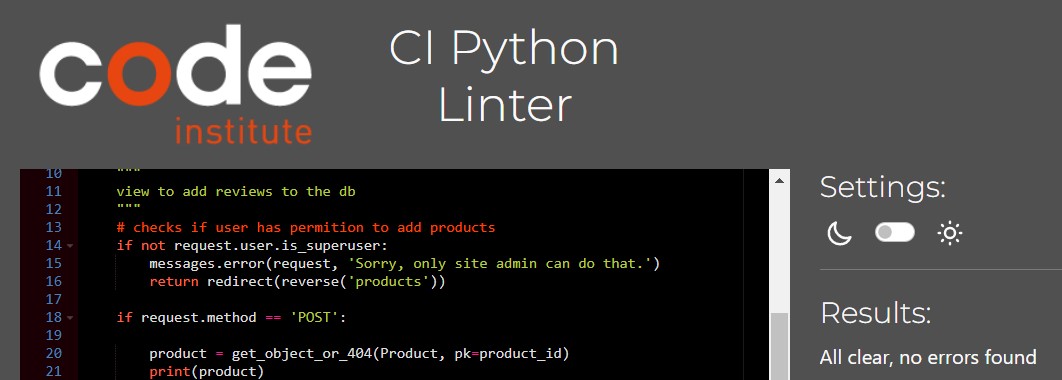 code
institute
CI Python
Linter
10 """
11 view to add reviews to the db
12 """
13 # checks if user has permition to add products
14 if not request.user.is_superuser:
15 messages.error(request, 'Sorry, only site admin can do that.')
16 return redirect(reverse('products'))
17
18 if request.method == 'POST':
19
20 product = get_object_or_404(Product, pk=product_id)
21 print(product)
Settings:
Results:
All clear, no errors found